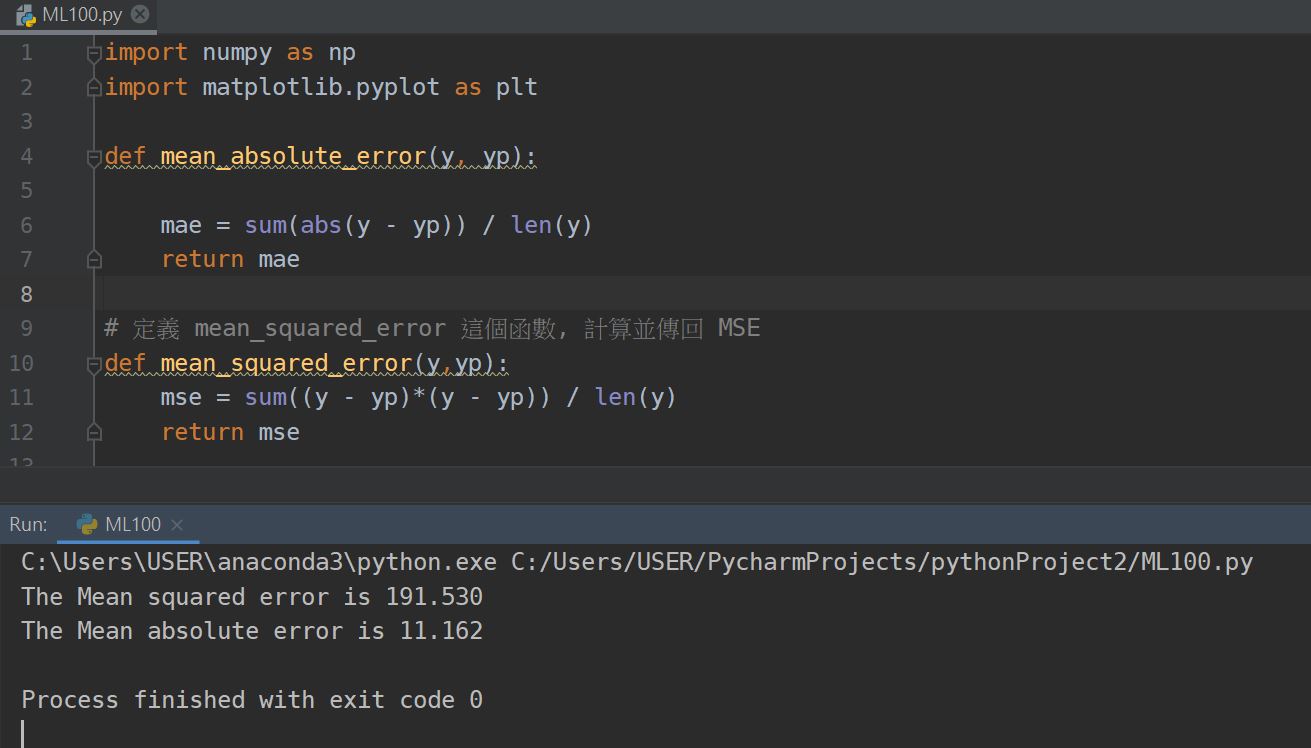 ML100.py
1 import numpy as np
2 import matplotlib.pyplot as plt
3
4 def mean_absolute_error(y, yp):
5
6     mae = sum(abs(y - yp)) / len(y)
7     return mae
8
9 # 定義 mean_squared_error 這個函數, 計算並傳回 MSE
10 def mean_squared_error(y,yp):
11     mse = sum((y - yp)*(y - yp)) / len(y)
12     return mse
13
Run: ML100
C:\Users\USER\anaconda3\python.exe C:/Users/USER/PycharmProjects/pythonProject2/ML100.py
The Mean squared error is 191.530
The Mean absolute error is 11.162
Process finished with exit code 0